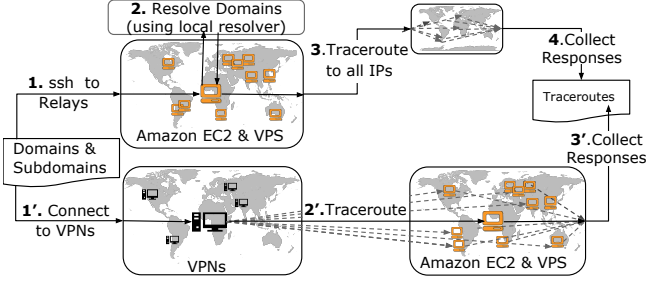 2. Resolve Domains
(using local resolver)
1. ssh to
Relays
Amazon EC2 & VPS
3.Traceroute
to all IPs
4.Collect
Responses
Traceroutes
Domains &
Subdomains
3'.Collect
Responses
1'. Connect
to VPNs
VPNs
2'.Traceroute
Amazon EC2 & VPS